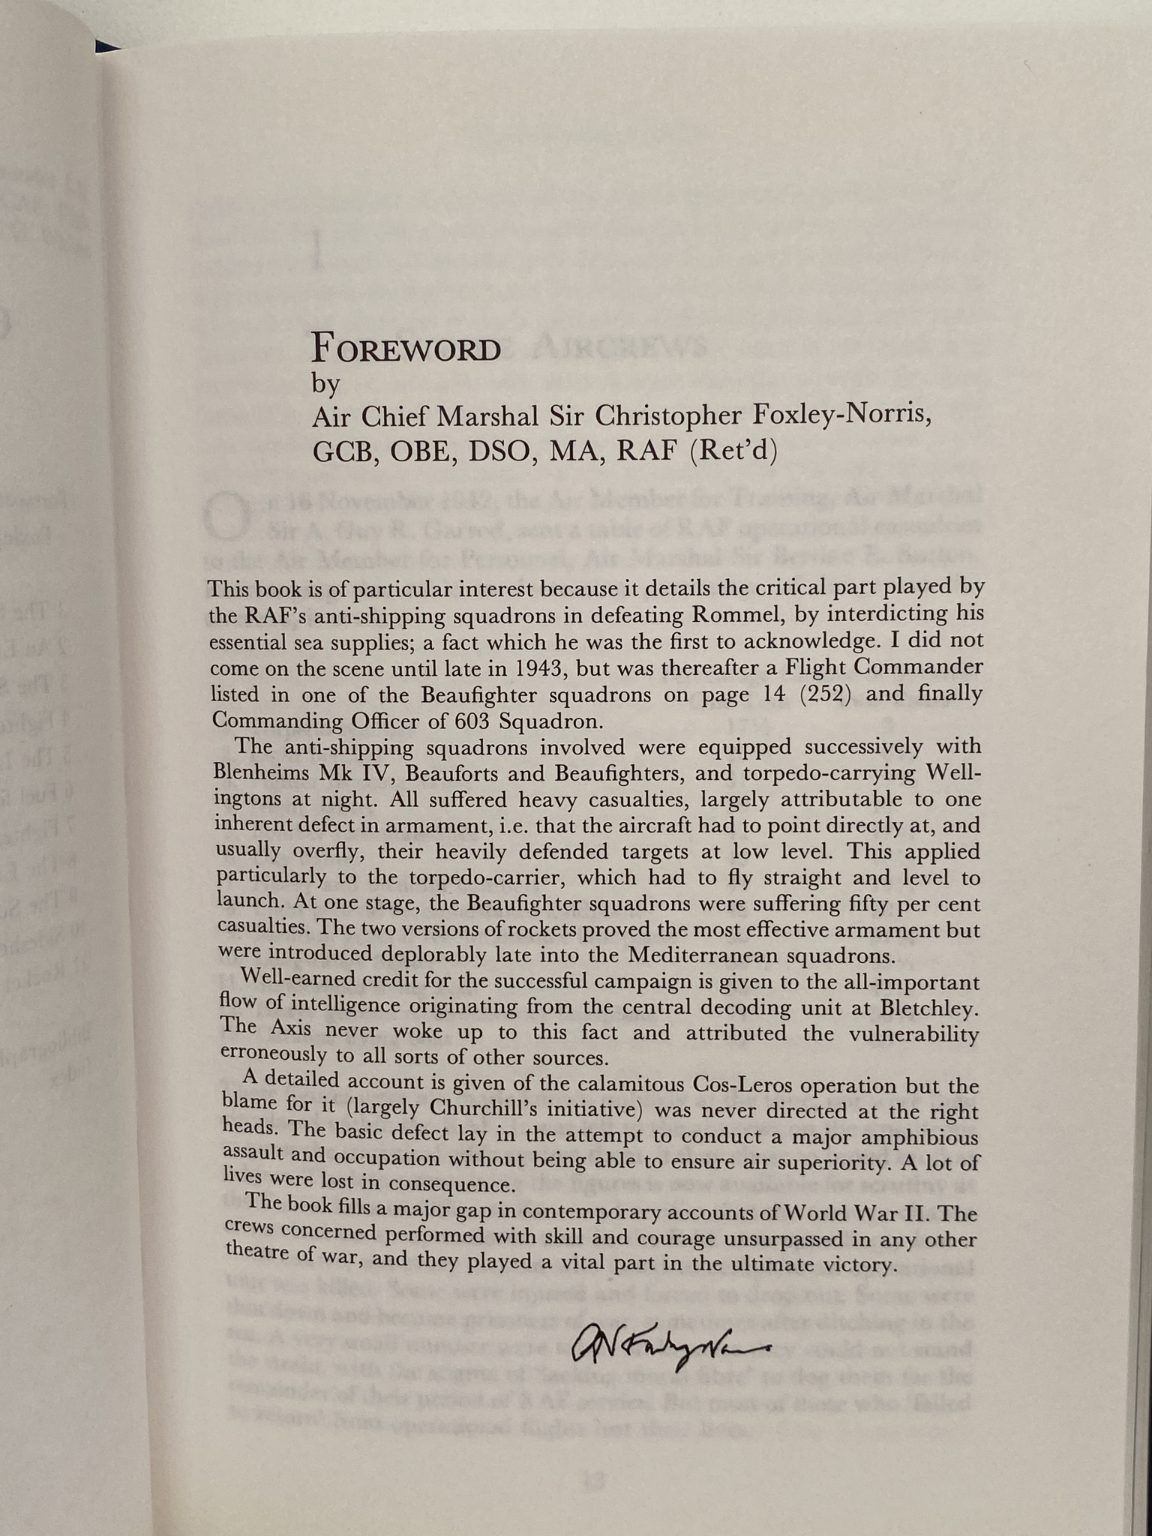 FOREWORD
by
Air Chief Marshal Sir Christopher Foxley-Norris,
GCB, OBE, DSO, MA, RAF (Ret'd)
This book is of particular interest because it details the critical part played by
the RAF's anti-shipping squadrons in defeating Rommel, by interdicting his
essential sea supplies; a fact which he was the first to acknowledge. I did not
come on the scene until late in 1943, but was thereafter a Flight Commander
listed in one of the Beaufighter squadrons on page 14 (252) and finally
Commanding Officer of 603 Squadron.
The anti-shipping squadrons involved were equipped successively with
Blenheims Mk IV, Beauforts and Beaufighters, and torpedo-carrying Well-
ingtons at night. All suffered heavy casualties, largely attributable to one
inherent defect in armament, i.e. that the aircraft had to point directly at, and
usually overfly, their heavily defended targets at low level. This applied
particularly to the torpedo-carrier, which had to fly straight and level to
launch. At one stage, the Beaufighter squadrons were suffering fifty per cent
casualties. The two versions of rockets proved the most effective armament but
were introduced deplorably late into the Mediterranean squadrons.
Well-earned credit for the successful campaign is given to the all-important
flow of intelligence originating from the central decoding unit at Bletchley.
The Axis never woke up to this fact and attributed the vulnerability
erroneously to all sorts of other sources.
A detailed account is given of the calamitous Cos-Leros operation but the
blame for it (largely Churchill's initiative) was never directed at the right
heads. The basic defect lay in the attempt to conduct a major amphibious
assault and occupation without being able to ensure air superiority. A lot of
lives were lost in consequence.
The book fills a major gap in contemporary accounts of World War II. The
crews concerned performed with skill and courage unsurpassed in any other
theatre of war, and they played a vital part in the ultimate victory.